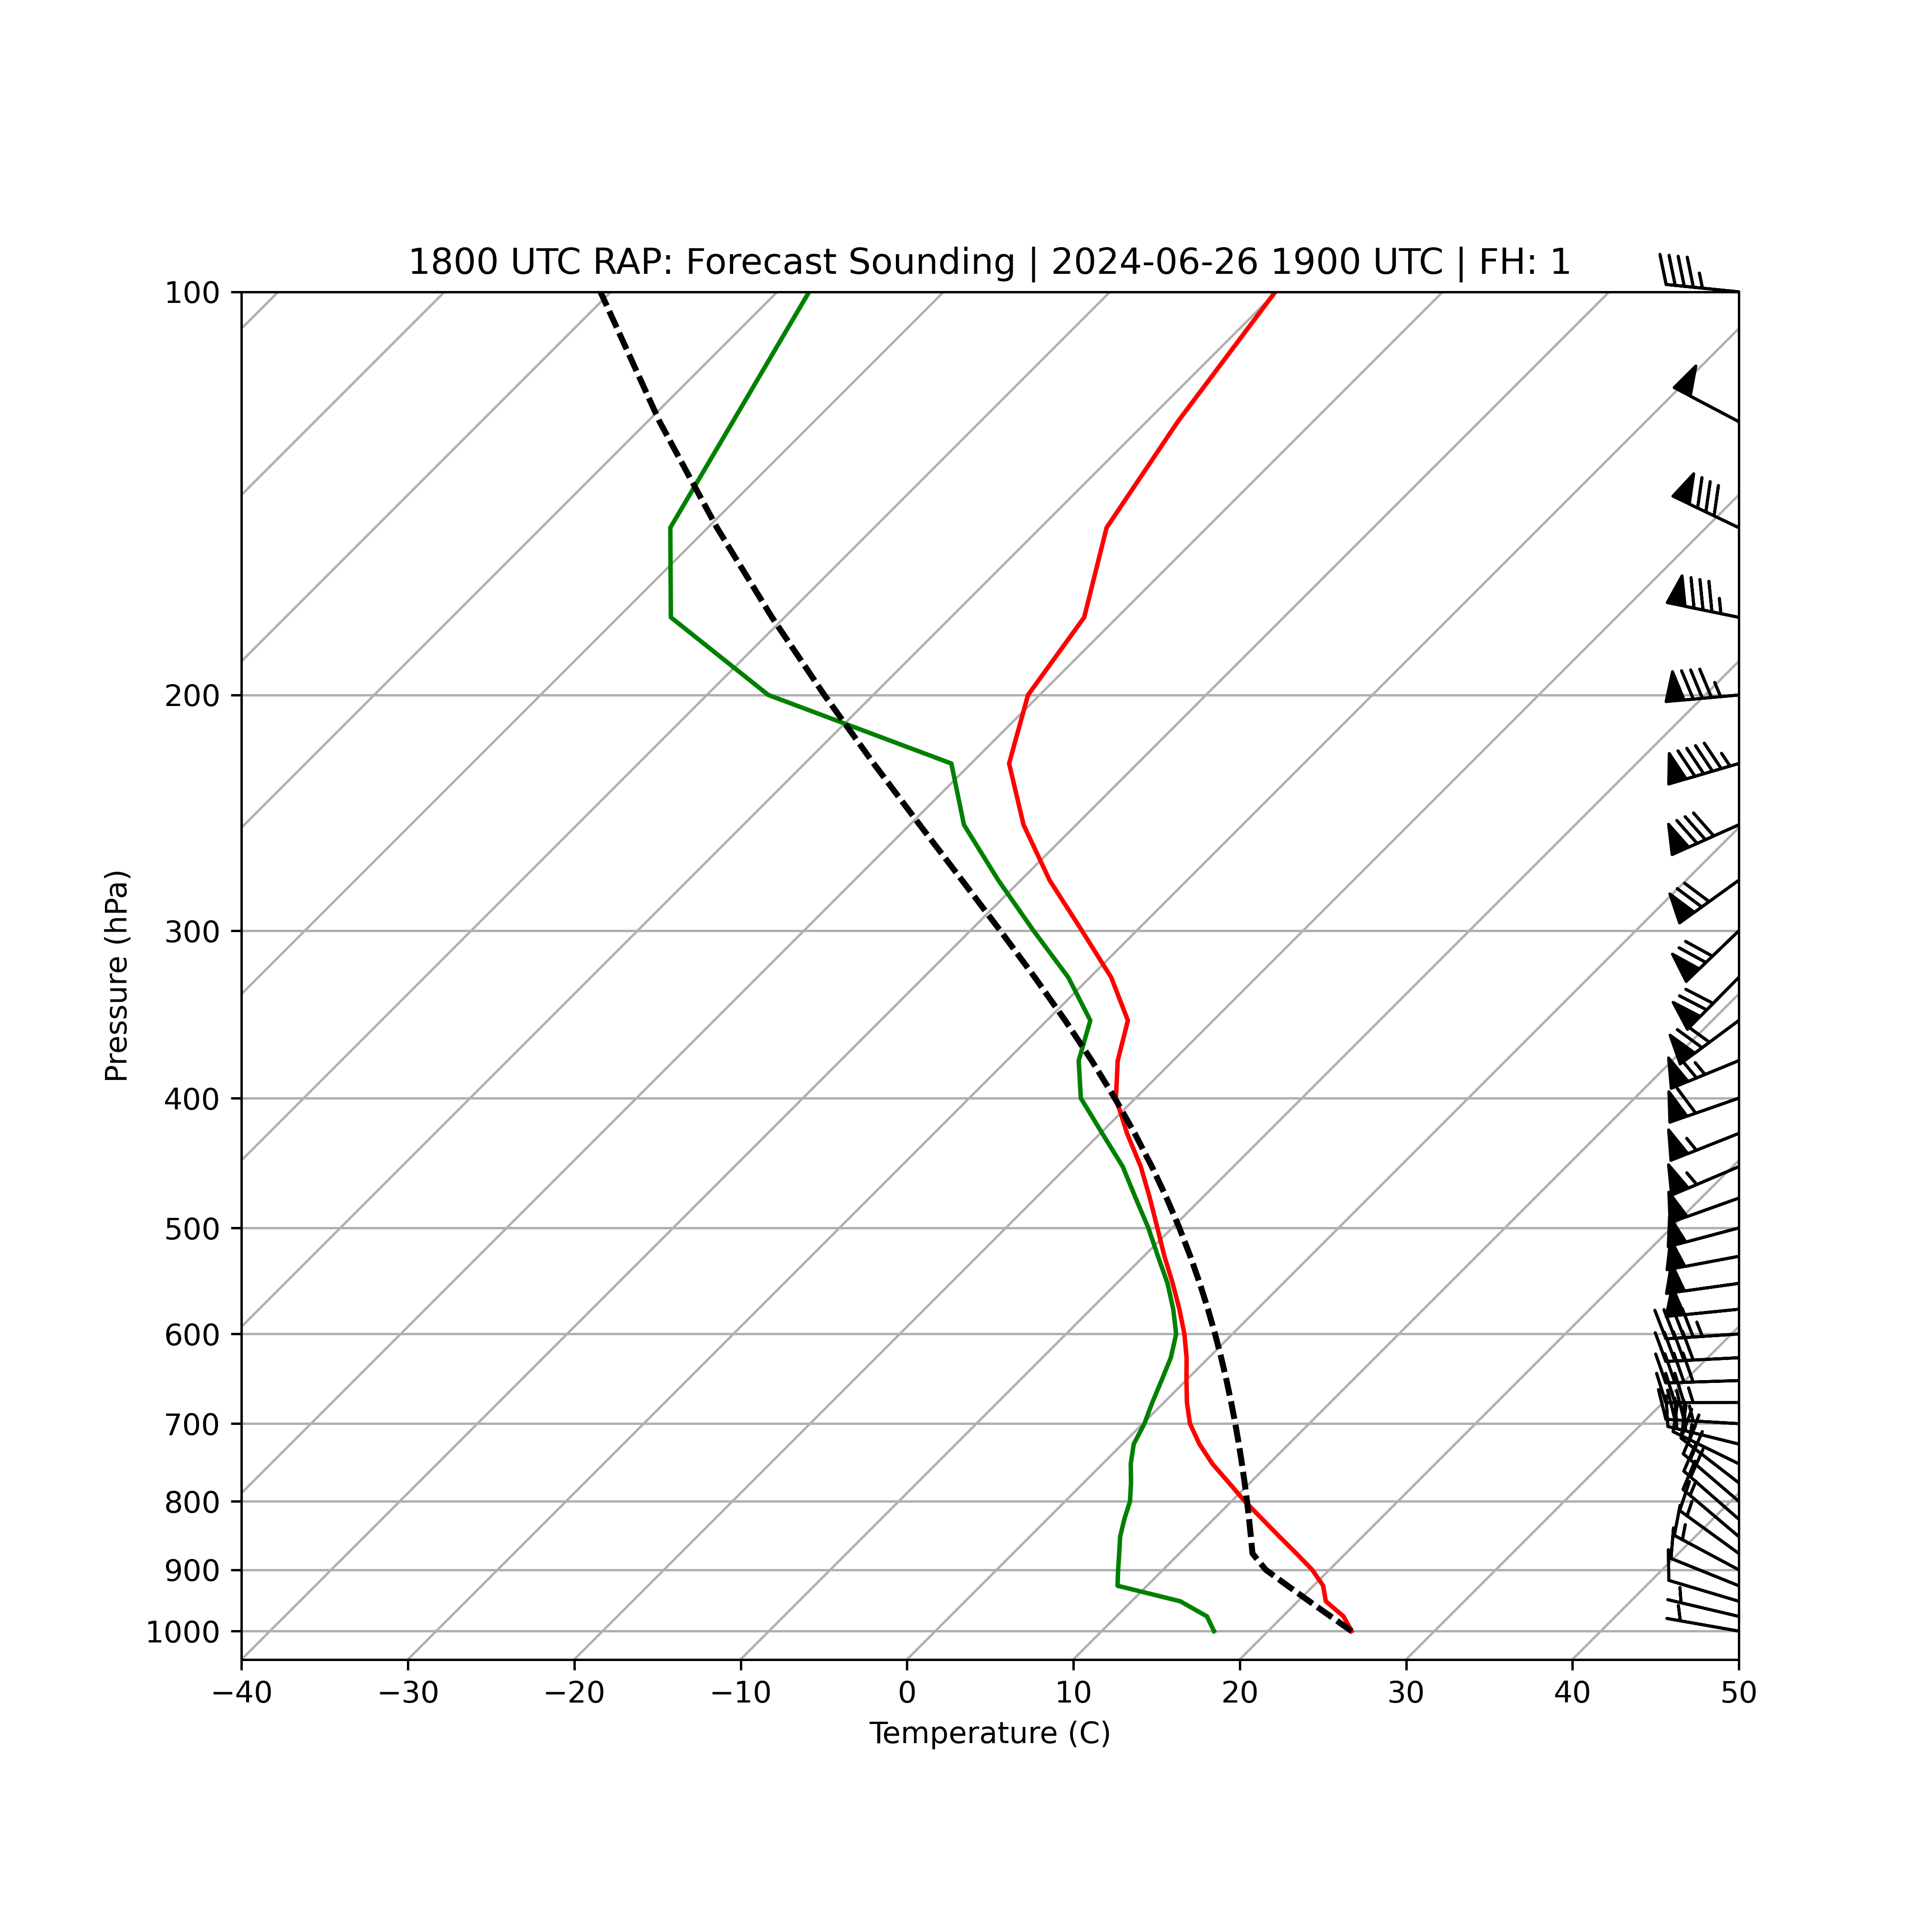 1800 UTC RAP: Forecast Sounding | 2024-06-26 1900 UTC | FH: 1
100
200
300
400
500
600
700
800
900
1000
Pressure (hPa)
−40 −30 −20 −10 0 10 20 30 40 50
Temperature (C)